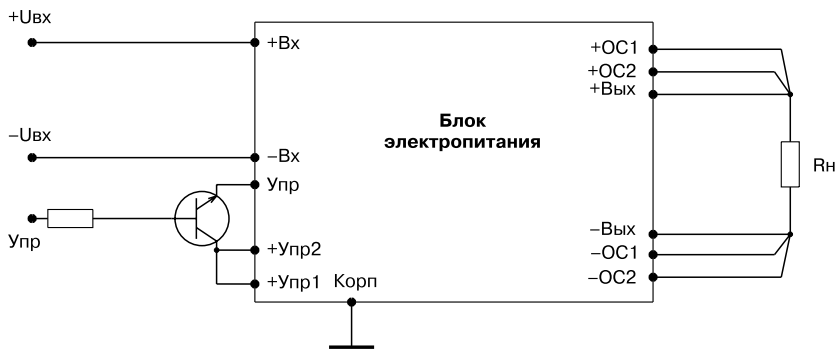 +Uвх
+Вх
−Uвх
−Вх
Упр
Упр
+Упр2
+Упр1
Корп
Блок
электропитания
+ОС1
+ОС2
+Вых
Rн
−Вых
−ОС1
−ОС2